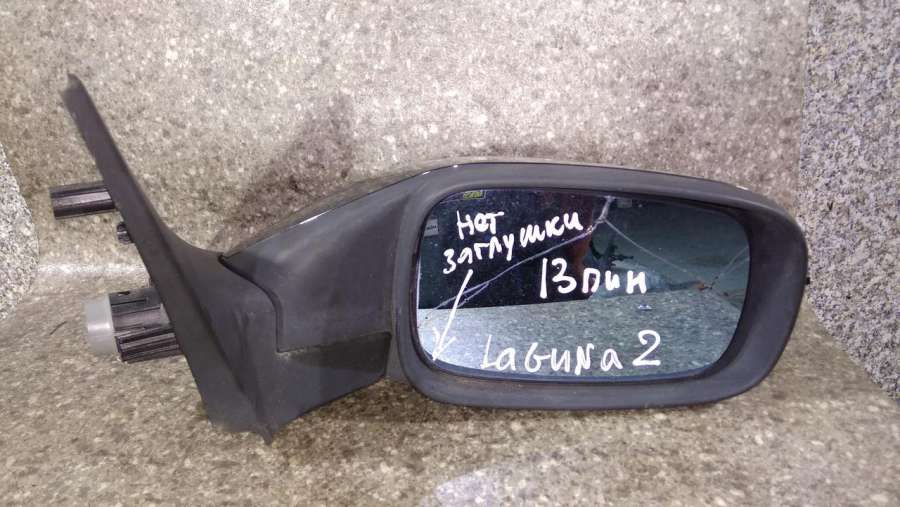 нет
заглушки
13 пин
Laguna 2